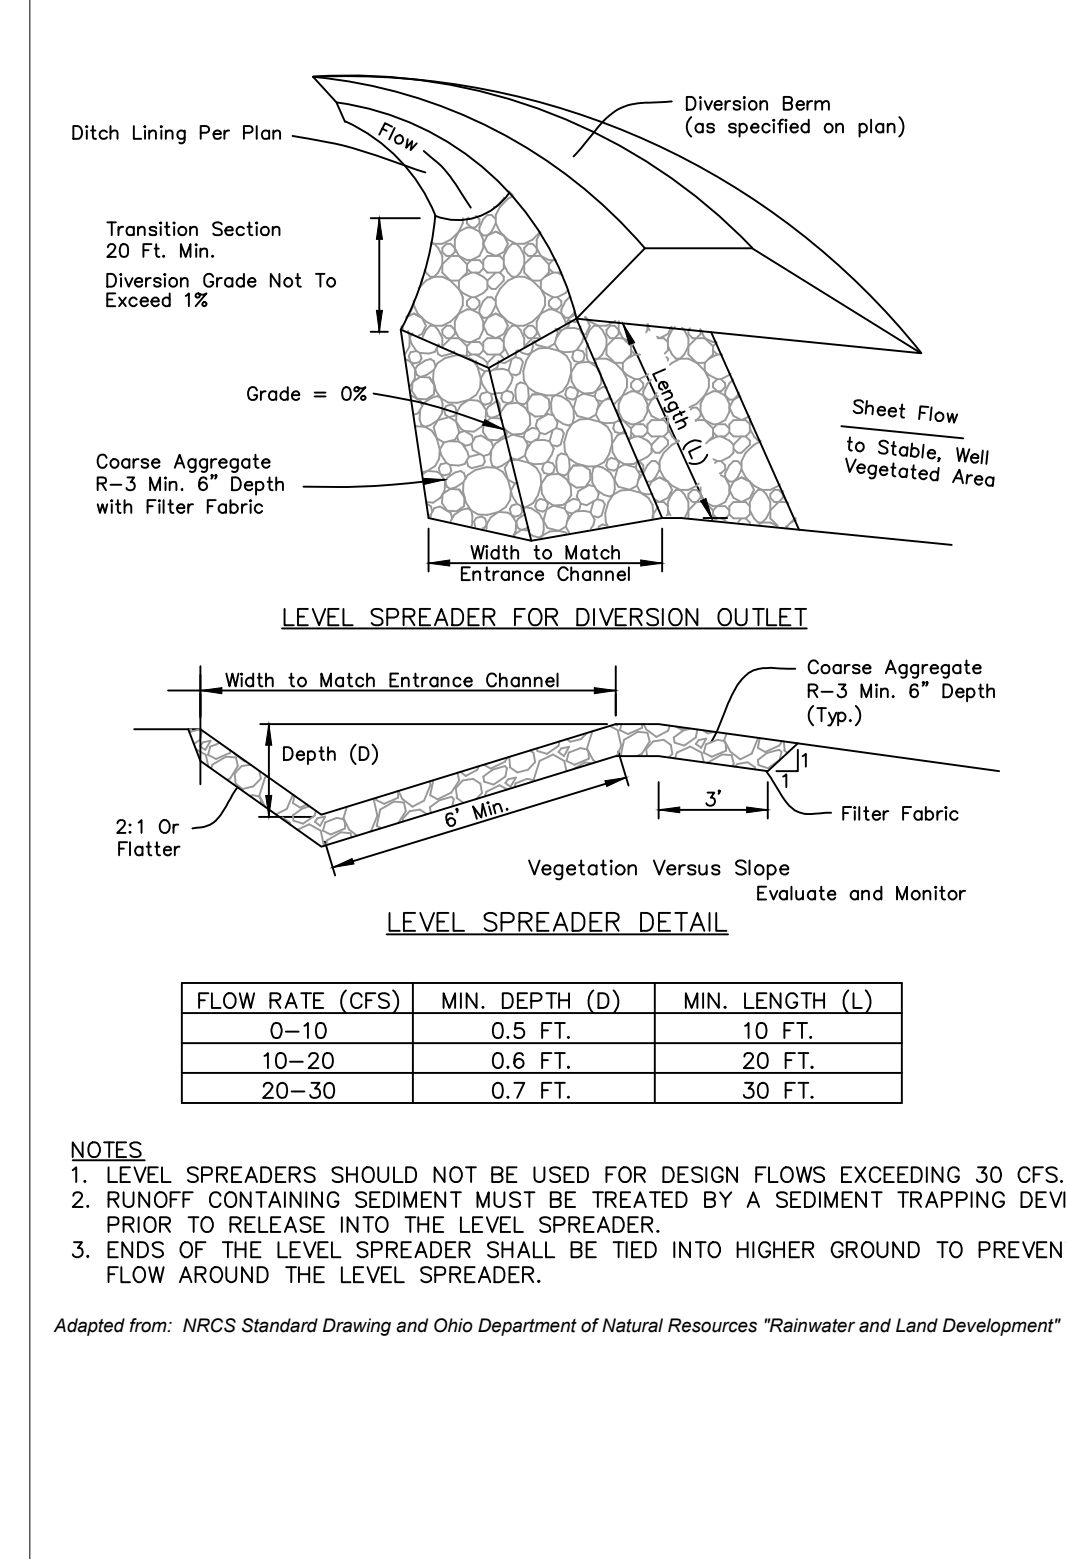 Diversion Berm
(as specified on plan)
Ditch Lining Per Plan
Flow
Transition Section
20 Ft. Min.
Diversion Grade Not To
Exceed 1%
Grade = 0%
Length (L)
Sheet Flow
to Stable, Well
Vegetated Area
Coarse Aggregate
R-3 Min. 6" Depth
with Filter Fabric
Width to Match
Entrance Channel
LEVEL SPREADER FOR DIVERSION OUTLET
Width to Match Entrance Channel
Coarse Aggregate
R-3 Min. 6" Depth
(Typ.)
Depth (D)
1
1
3'
6' Min.
Filter Fabric
2:1 Or
Flatter
Vegetation Versus Slope
Evaluate and Monitor
LEVEL SPREADER DETAIL
FLOW RATE (CFS) MIN. DEPTH (D) MIN. LENGTH (L)
0-10 0.5 FT. 10 FT.
10-20 0.6 FT. 20 FT.
20-30 0.7 FT. 30 FT.
NOTES
1. LEVEL SPREADERS SHOULD NOT BE USED FOR DESIGN FLOWS EXCEEDING 30 CFS.
2. RUNOFF CONTAINING SEDIMENT MUST BE TREATED BY A SEDIMENT TRAPPING DEVI
PRIOR TO RELEASE INTO THE LEVEL SPREADER.
3. ENDS OF THE LEVEL SPREADER SHALL BE TIED INTO HIGHER GROUND TO PREVEN
FLOW AROUND THE LEVEL SPREADER.
Adapted from: NRCS Standard Drawing and Ohio Department of Natural Resources "Rainwater and Land Development"